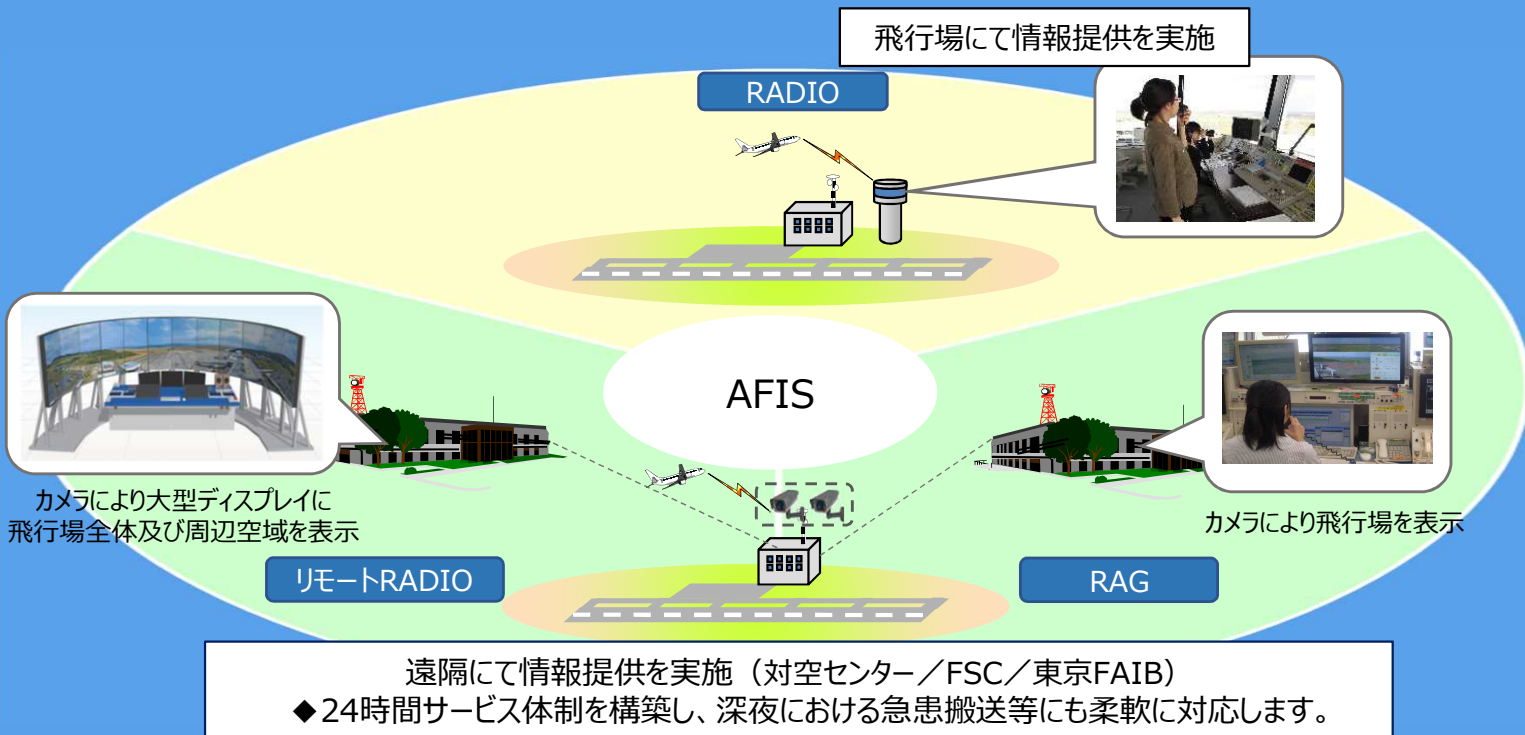 飛行場にて情報提供を実施
RADIO
AFIS
カメラにより大型ディスプレイに
飛行場全体及び周辺空域を表示
カメラにより飛行場を表示
リモートRADIO
RAG
遠隔にて情報提供を実施（対空センター／FSC／東京FAIB）
◆24時間サービス体制を構築し、深夜における急患搬送等にも柔軟に対応します。